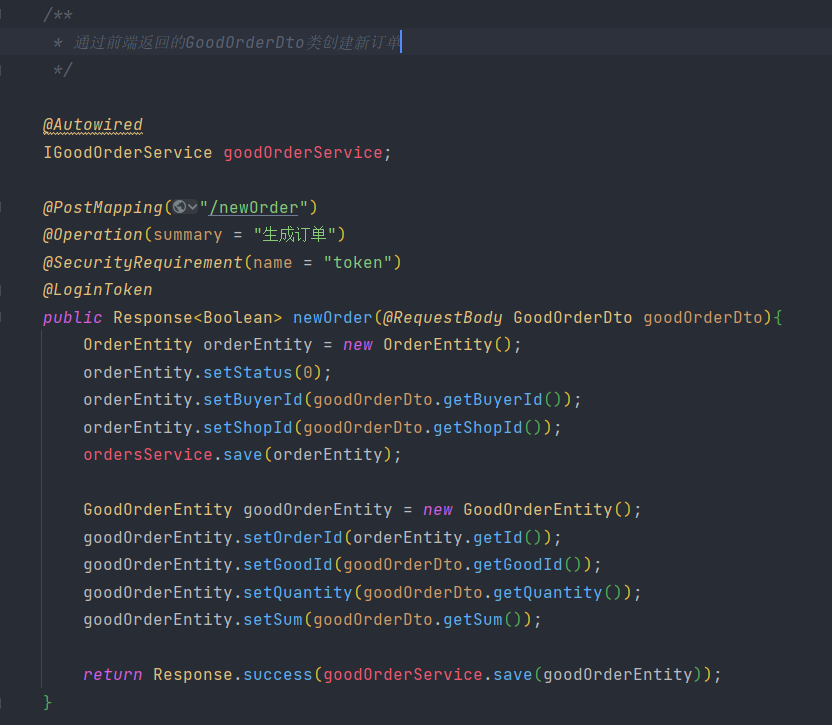 /**
 * 通过前端返回的GoodOrderDto类创建新订单
 */
@Autowired
IGoodOrderService goodOrderService;
@PostMapping("/newOrder")
@Operation(summary = "生成订单")
@SecurityRequirement(name = "token")
@LoginToken
public Response<Boolean> newOrder(@RequestBody GoodOrderDto goodOrderDto){
    OrderEntity orderEntity = new OrderEntity();
    orderEntity.setStatus(0);
    orderEntity.setBuyerId(goodOrderDto.getBuyerId());
    orderEntity.setShopId(goodOrderDto.getShopId());
    ordersService.save(orderEntity);
    GoodOrderEntity goodOrderEntity = new GoodOrderEntity();
    goodOrderEntity.setOrderId(orderEntity.getId());
    goodOrderEntity.setGoodId(goodOrderDto.getGoodId());
    goodOrderEntity.setQuantity(goodOrderDto.getQuantity());
    goodOrderEntity.setSum(goodOrderDto.getSum());
    return Response.success(goodOrderService.save(goodOrderEntity));
}